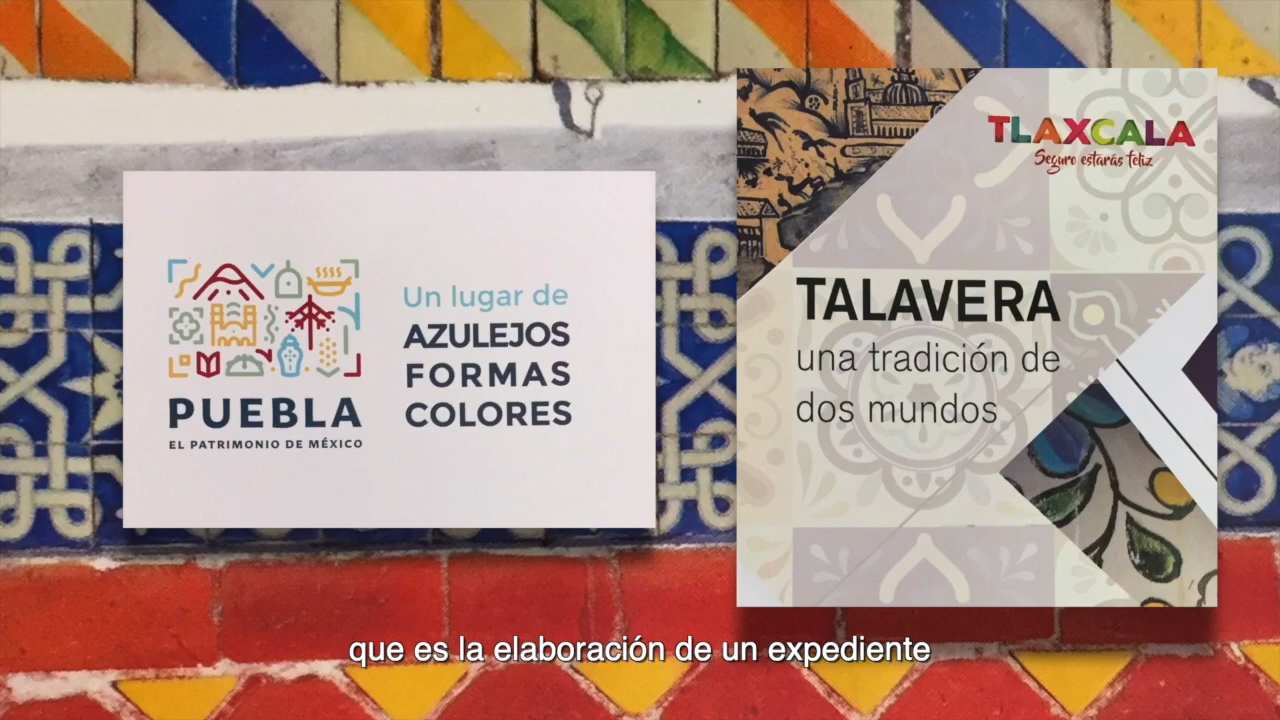 PUEBLA
EL PATRIMONIO DE MÉXICO
Un lugar de
AZULEJOS
FORMAS
COLORES
TLAXCALA
Seguro estarás feliz
TALAVERA
una tradición de
dos mundos
que es la elaboración de un expediente